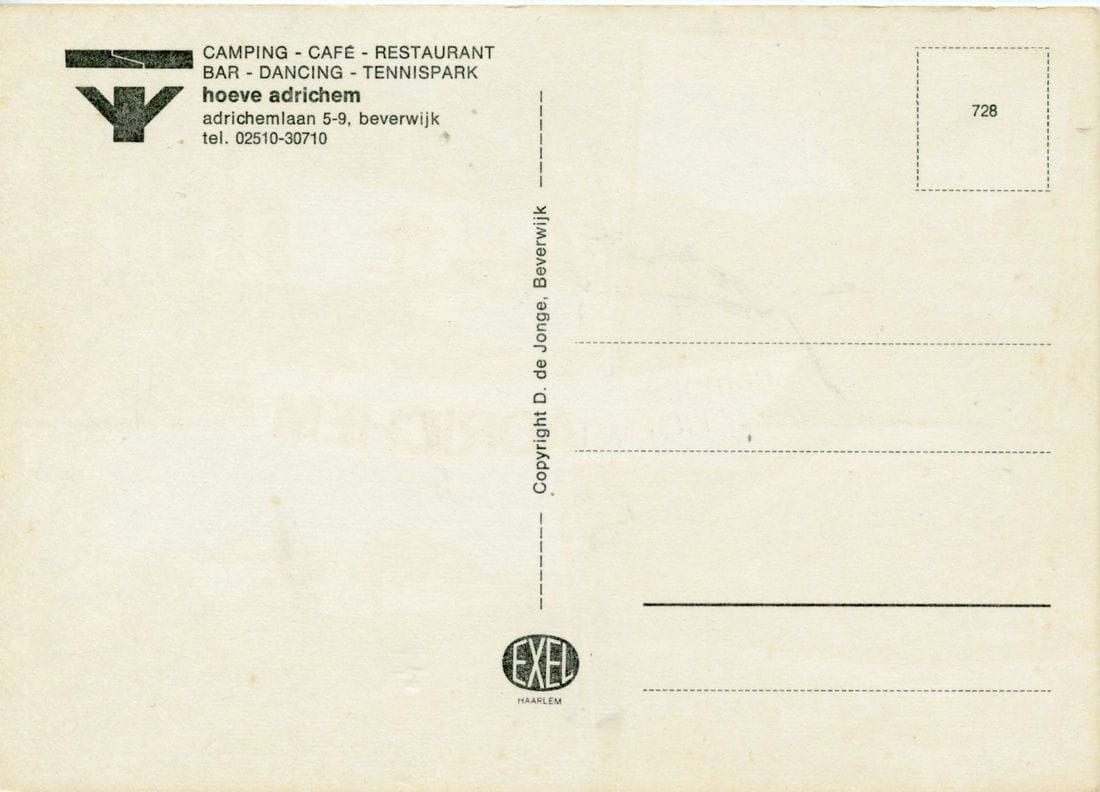 CAMPING - CAFÉ - RESTAURANT
BAR - DANCING - TENNISPARK
hoeve adrichem
adrichemlaan 5-9, beverwijk
tel. 02510-30710
728
Copyright D. de Jonge, Beverwijk
EXEL
HAARLEM